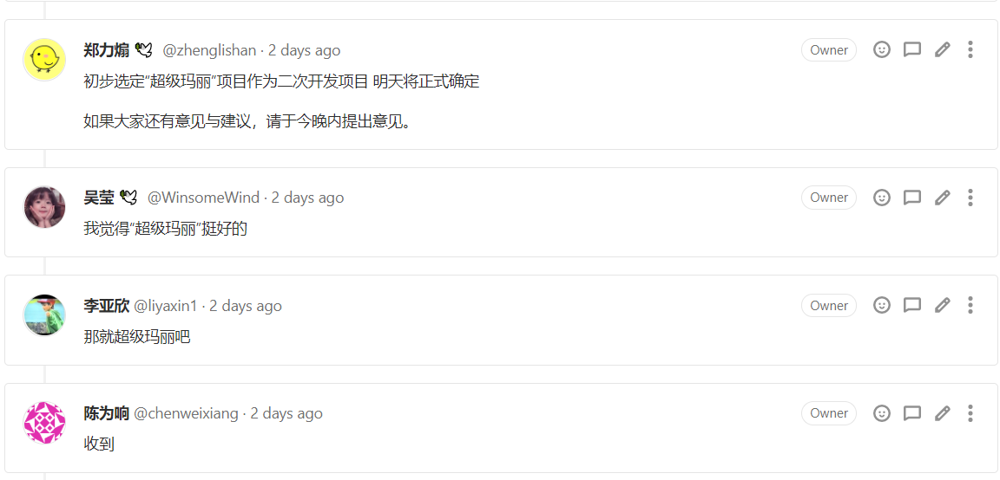 郑力煽 @zhenglishan · 2 days ago Owner
初步选定“超级玛丽”项目作为二次开发项目 明天将正式确定
如果大家还有意见与建议，请于今晚内提出意见。
吴莹 @WinsomeWind · 2 days ago Owner
我觉得“超级玛丽”挺好的
李亚欣 @liyaxin1 · 2 days ago Owner
那就超级玛丽吧
陈为响 @chenweixiang · 2 days ago Owner
收到